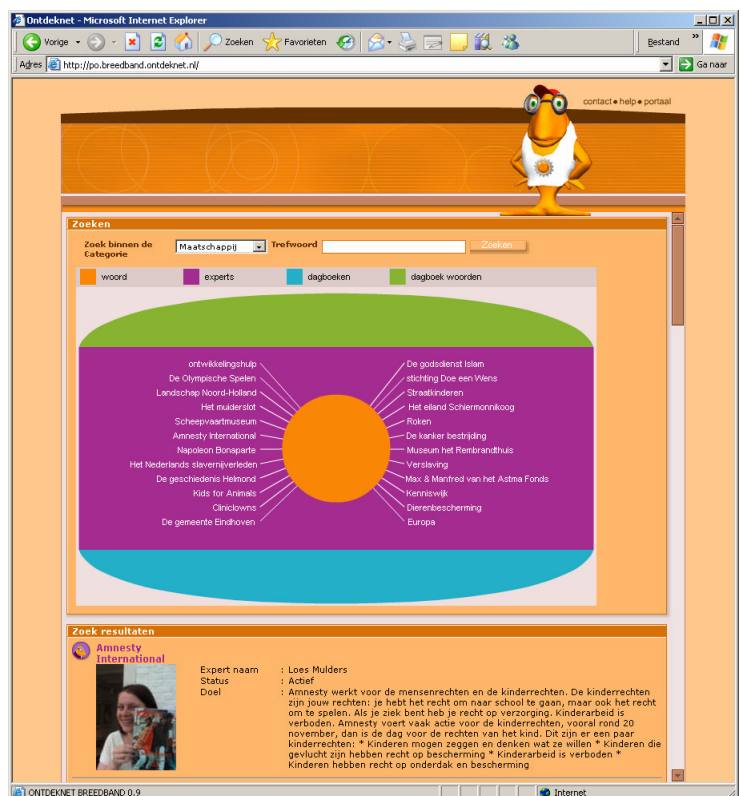 Ontdeknet - Microsoft Internet Explorer
Vorige Zoeken Favorieten Bestand »
Adres http://po.breedband.ontdeknet.nl/ Ga naar
contact • help • portaal
Zoeken
Zoek binnen de Categorie Maatschappij Trefwoord Zoeken
woord experts dagboeken dagboek woorden
ontwikkelingshulp De godsdienst Islam
De Olympische Spelen stichting Doe een Wens
Landschap Noord-Holland Straatkinderen
Het muiderslot Het eiland Schiermonnikoog
Scheepvaartmuseum Roken
Amnesty International De kanker bestrijding
Napoleon Bonaparte Museum het Rembrandthuis
Het Nederlands slavernijverleden Verslaving
De geschiedenis Helmond Max & Manfred van het Astma Fonds
Kids for Animals Kenniswijk
Cliniclowns Dierenbescherming
De gemeente Eindhoven Europa
Zoek resultaten
Amnesty
International
Expert naam : Loes Mulders
Status : Actief
Doel : Amnesty werkt voor de mensenrechten en de kinderrechten. De kinderrechten
zijn jouw rechten: je hebt het recht om naar school te gaan, maar ook het recht
om te spelen. Als je ziek bent heb je recht op verzorging. Kinderarbeid is
verboden. Amnesty voert vaak actie voor de kinderrechten, vooral rond 20
november, dan is de dag voor de rechten van het kind. Dit zijn er een paar
kinderrechten: * Kinderen mogen zeggen en denken wat ze willen * Kinderen die
gevlucht zijn hebben recht op bescherming * Kinderarbeid is verboden *
Kinderen hebben recht op onderdak en bescherming
ONTDEKNET BREEDBAND 0.9 Internet